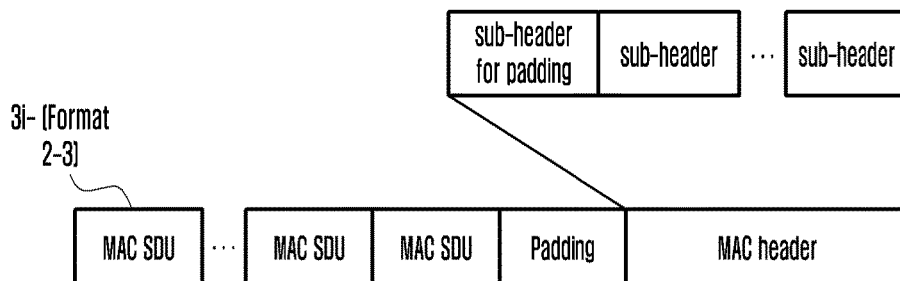 sub-header
for padding
sub-header
...
sub-header
3i- (Format
2-3)
MAC SDU
...
MAC SDU
MAC SDU
Padding
MAC header